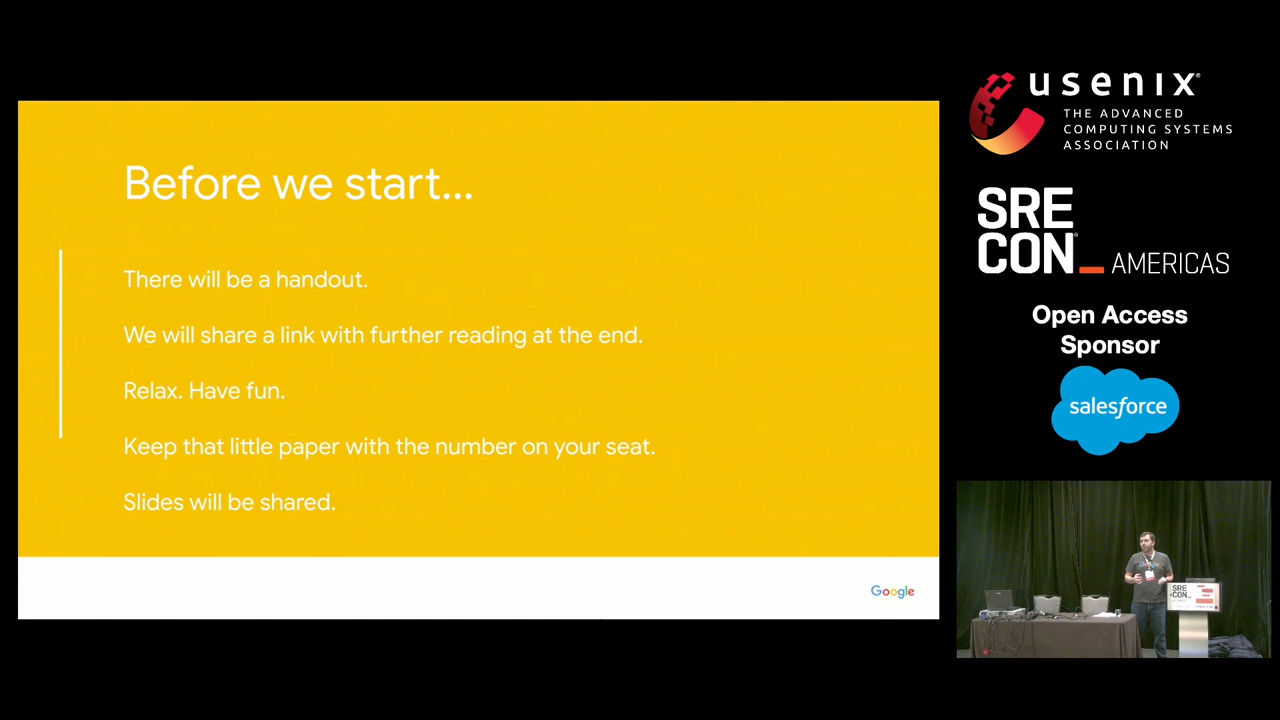 Before we start...
There will be a handout.
We will share a link with further reading at the end.
Relax. Have fun.
Keep that little paper with the number on your seat.
Slides will be shared.
Google
usenix®
THE ADVANCED
COMPUTING SYSTEMS
ASSOCIATION
SRE
CON
AMERICAS
Open Access
Sponsor
salesforce
SRE
CON